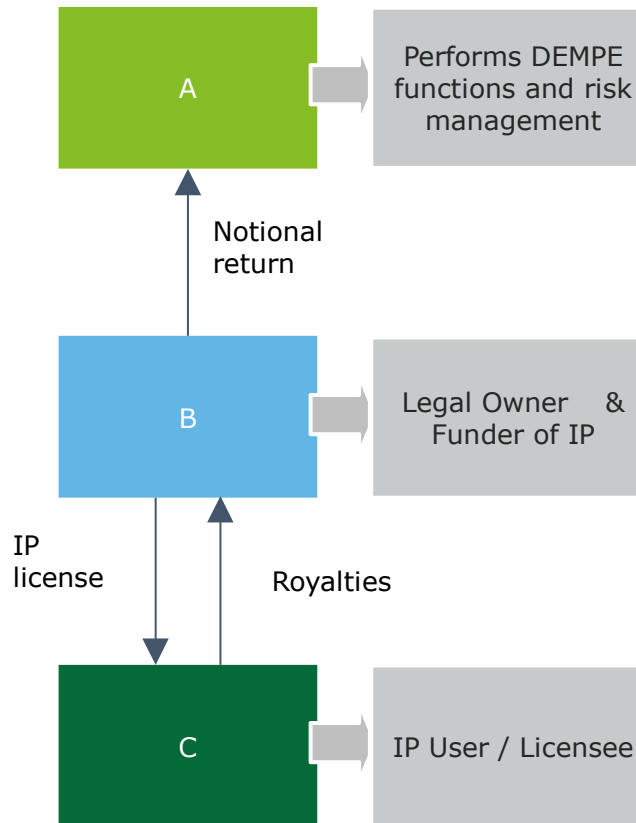 A
Performs DEMPE
functions and risk
management
Notional
return
B
Legal Owner &
Funder of IP
IP
license
Royalties
C
IP User / Licensee